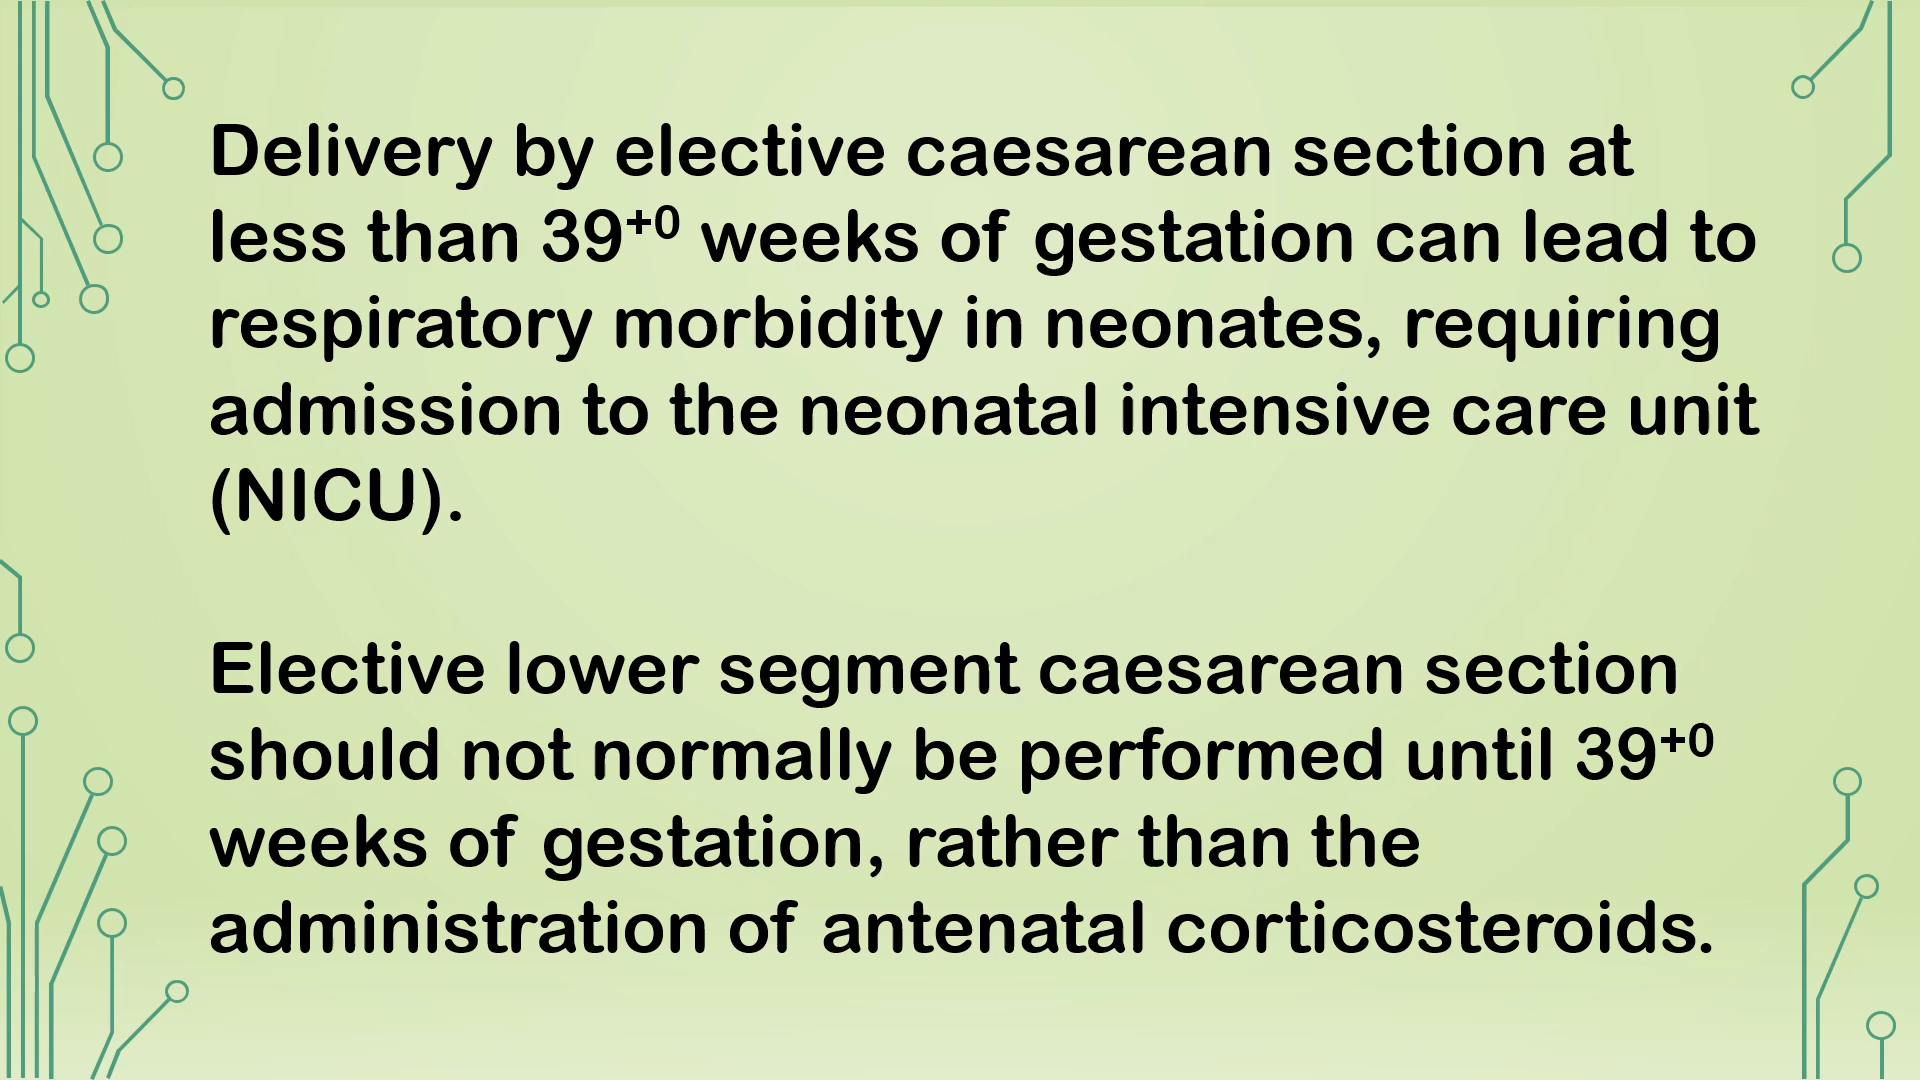 Delivery by elective caesarean section at
less than 39⁺⁰ weeks of gestation can lead to
respiratory morbidity in neonates, requiring
admission to the neonatal intensive care unit
(NICU).
Elective lower segment caesarean section
should not normally be performed until 39⁺⁰
weeks of gestation, rather than the
administration of antenatal corticosteroids.